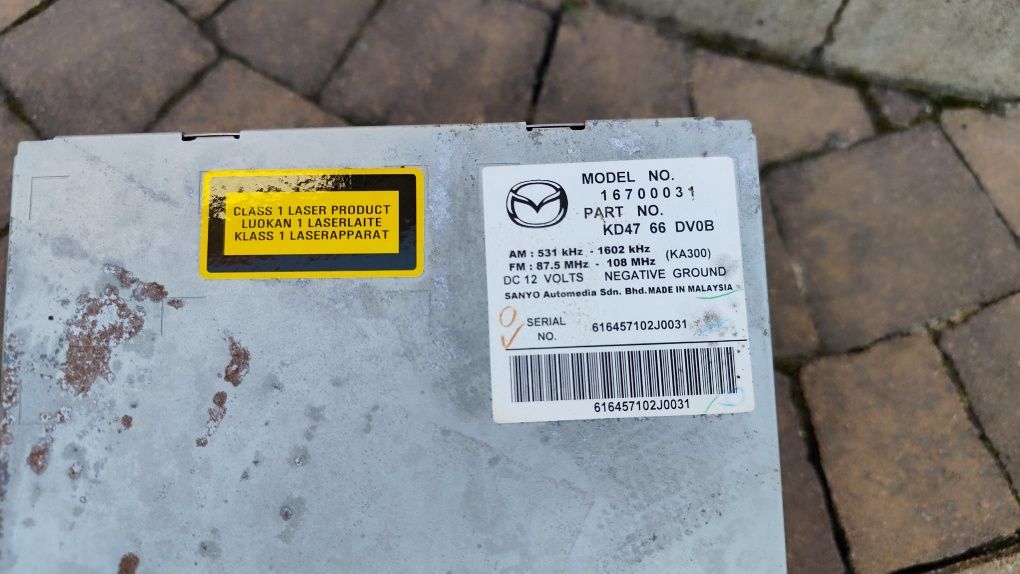 CLASS 1 LASER PRODUCT
LUOKAN 1 LASERLAITE
KLASS 1 LASERAPPARAT
MODEL NO.
16700031
PART NO.
KD47 66 DV0B
AM : 531 kHz - 1602 kHz (KA300)
FM : 87.5 MHz - 108 MHz
DC 12 VOLTS NEGATIVE GROUND
SANYO Automedia Sdn. Bhd. MADE IN MALAYSIA
SERIAL NO. 616457102J0031
616457102J0031